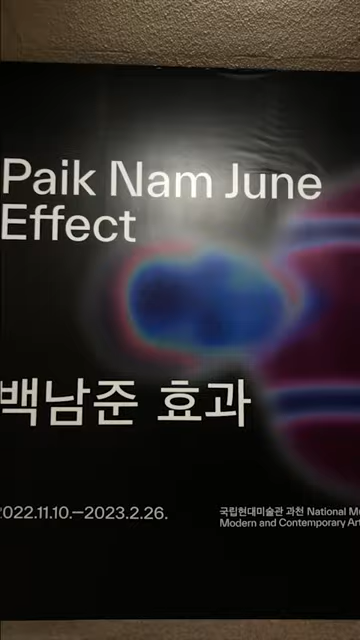 Paik Nam June
Effect
백남준 효과
2022.11.10.—2023.2.26.
국립현대미술관 과천 National
Modern and Contemporary Art